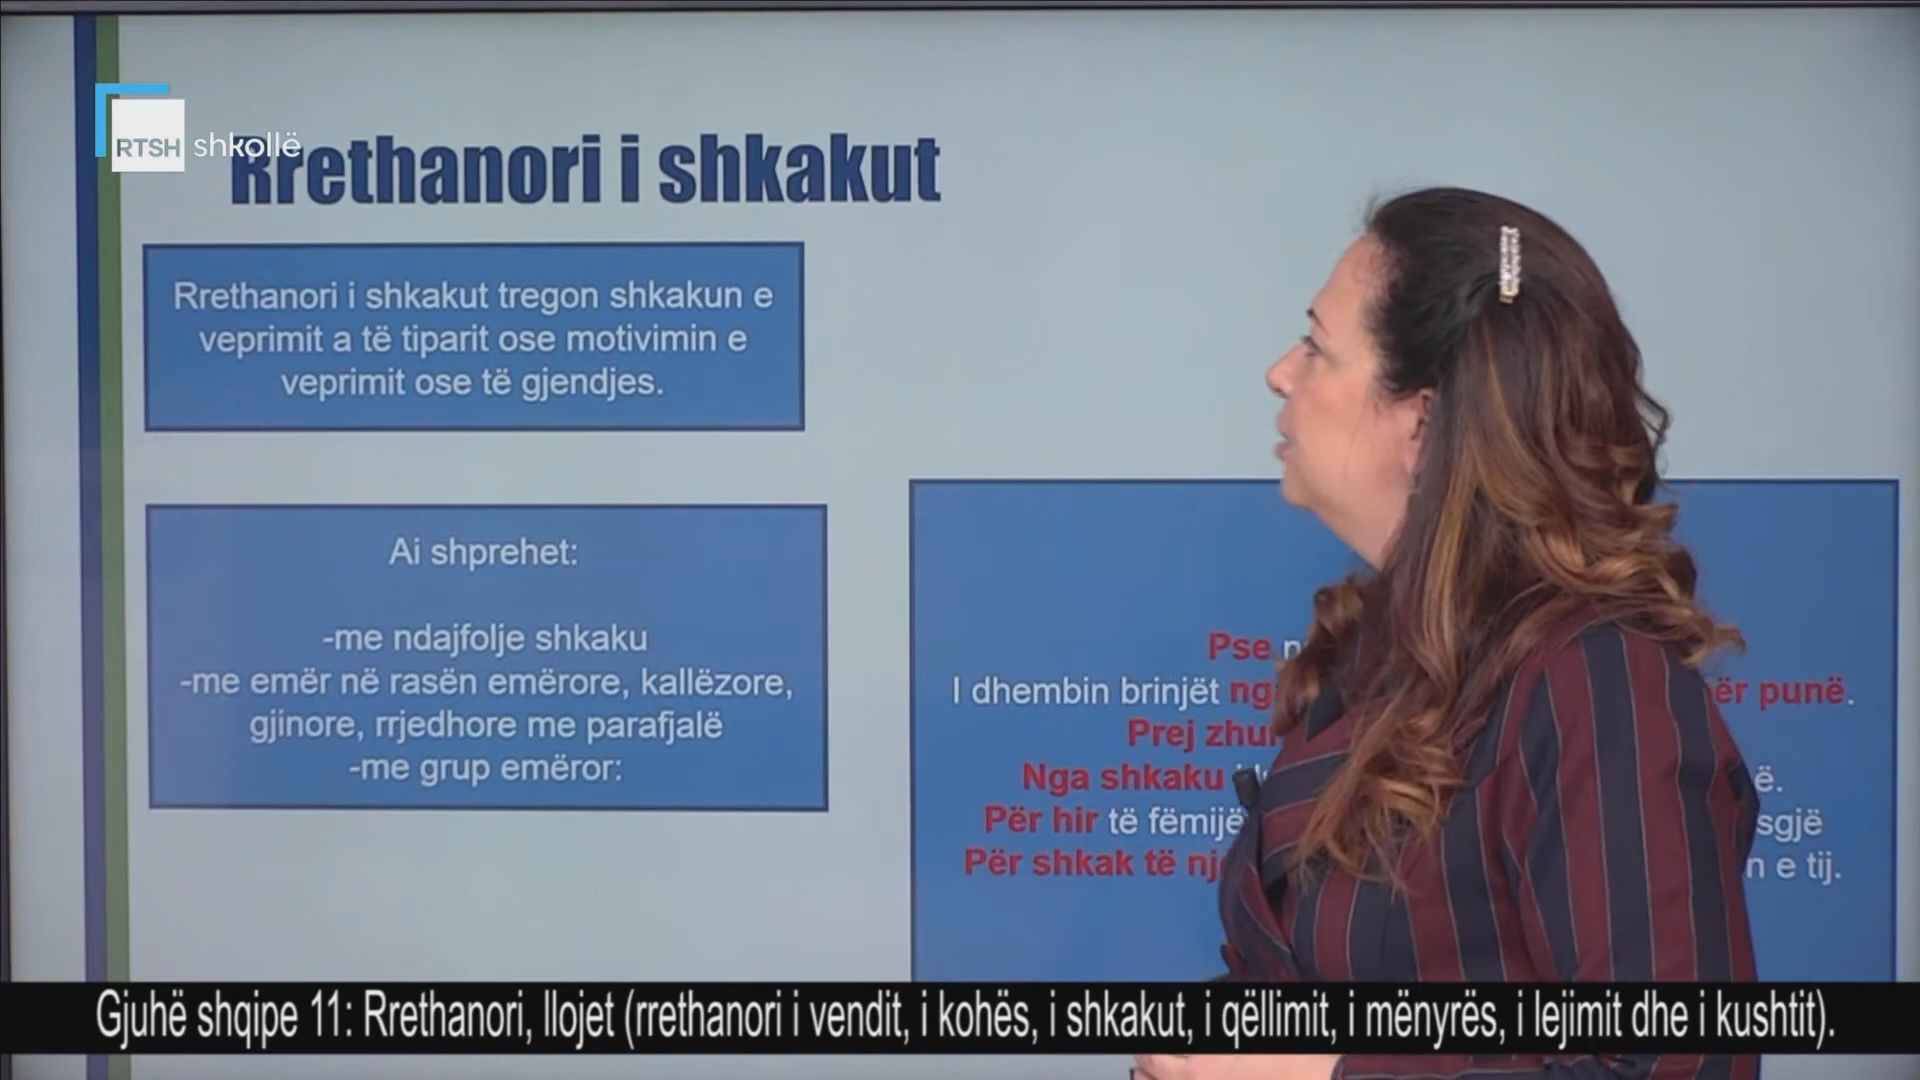 RTSH shkollë
Rrethanori i shkakut
Rrethanori i shkakut tregon shkakun e
veprimit a të tiparit ose motivimin e
veprimit ose të gjendjes.
Ai shprehet:
-me ndajfolje shkaku
-me emër në rasën emërore, kallëzore,
gjinore, rrjedhore me parafjalë
-me grup emëror:
Pse
I dhembin brinjët punë.
Prej
Nga shkaku
Për hir të
Për shkak të e tij.
Gjuhë shqipe 11: Rrethanori, llojet (rrethanori i vendit, i kohës, i shkakut, i qëllimit, i mënyrës, i lejimit dhe i kushtit).